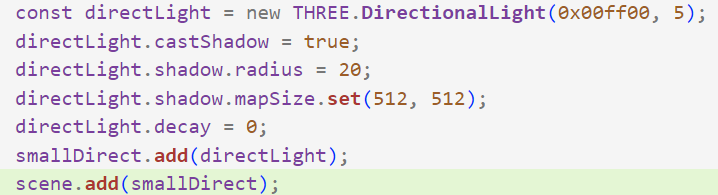 const directLight = new THREE.DirectionalLight(0x00ff00, 5);
directLight.castShadow = true;
directLight.shadow.radius = 20;
directLight.shadow.mapSize.set(512, 512);
directLight.decay = 0;
smallDirect.add(directLight);
scene.add(smallDirect);